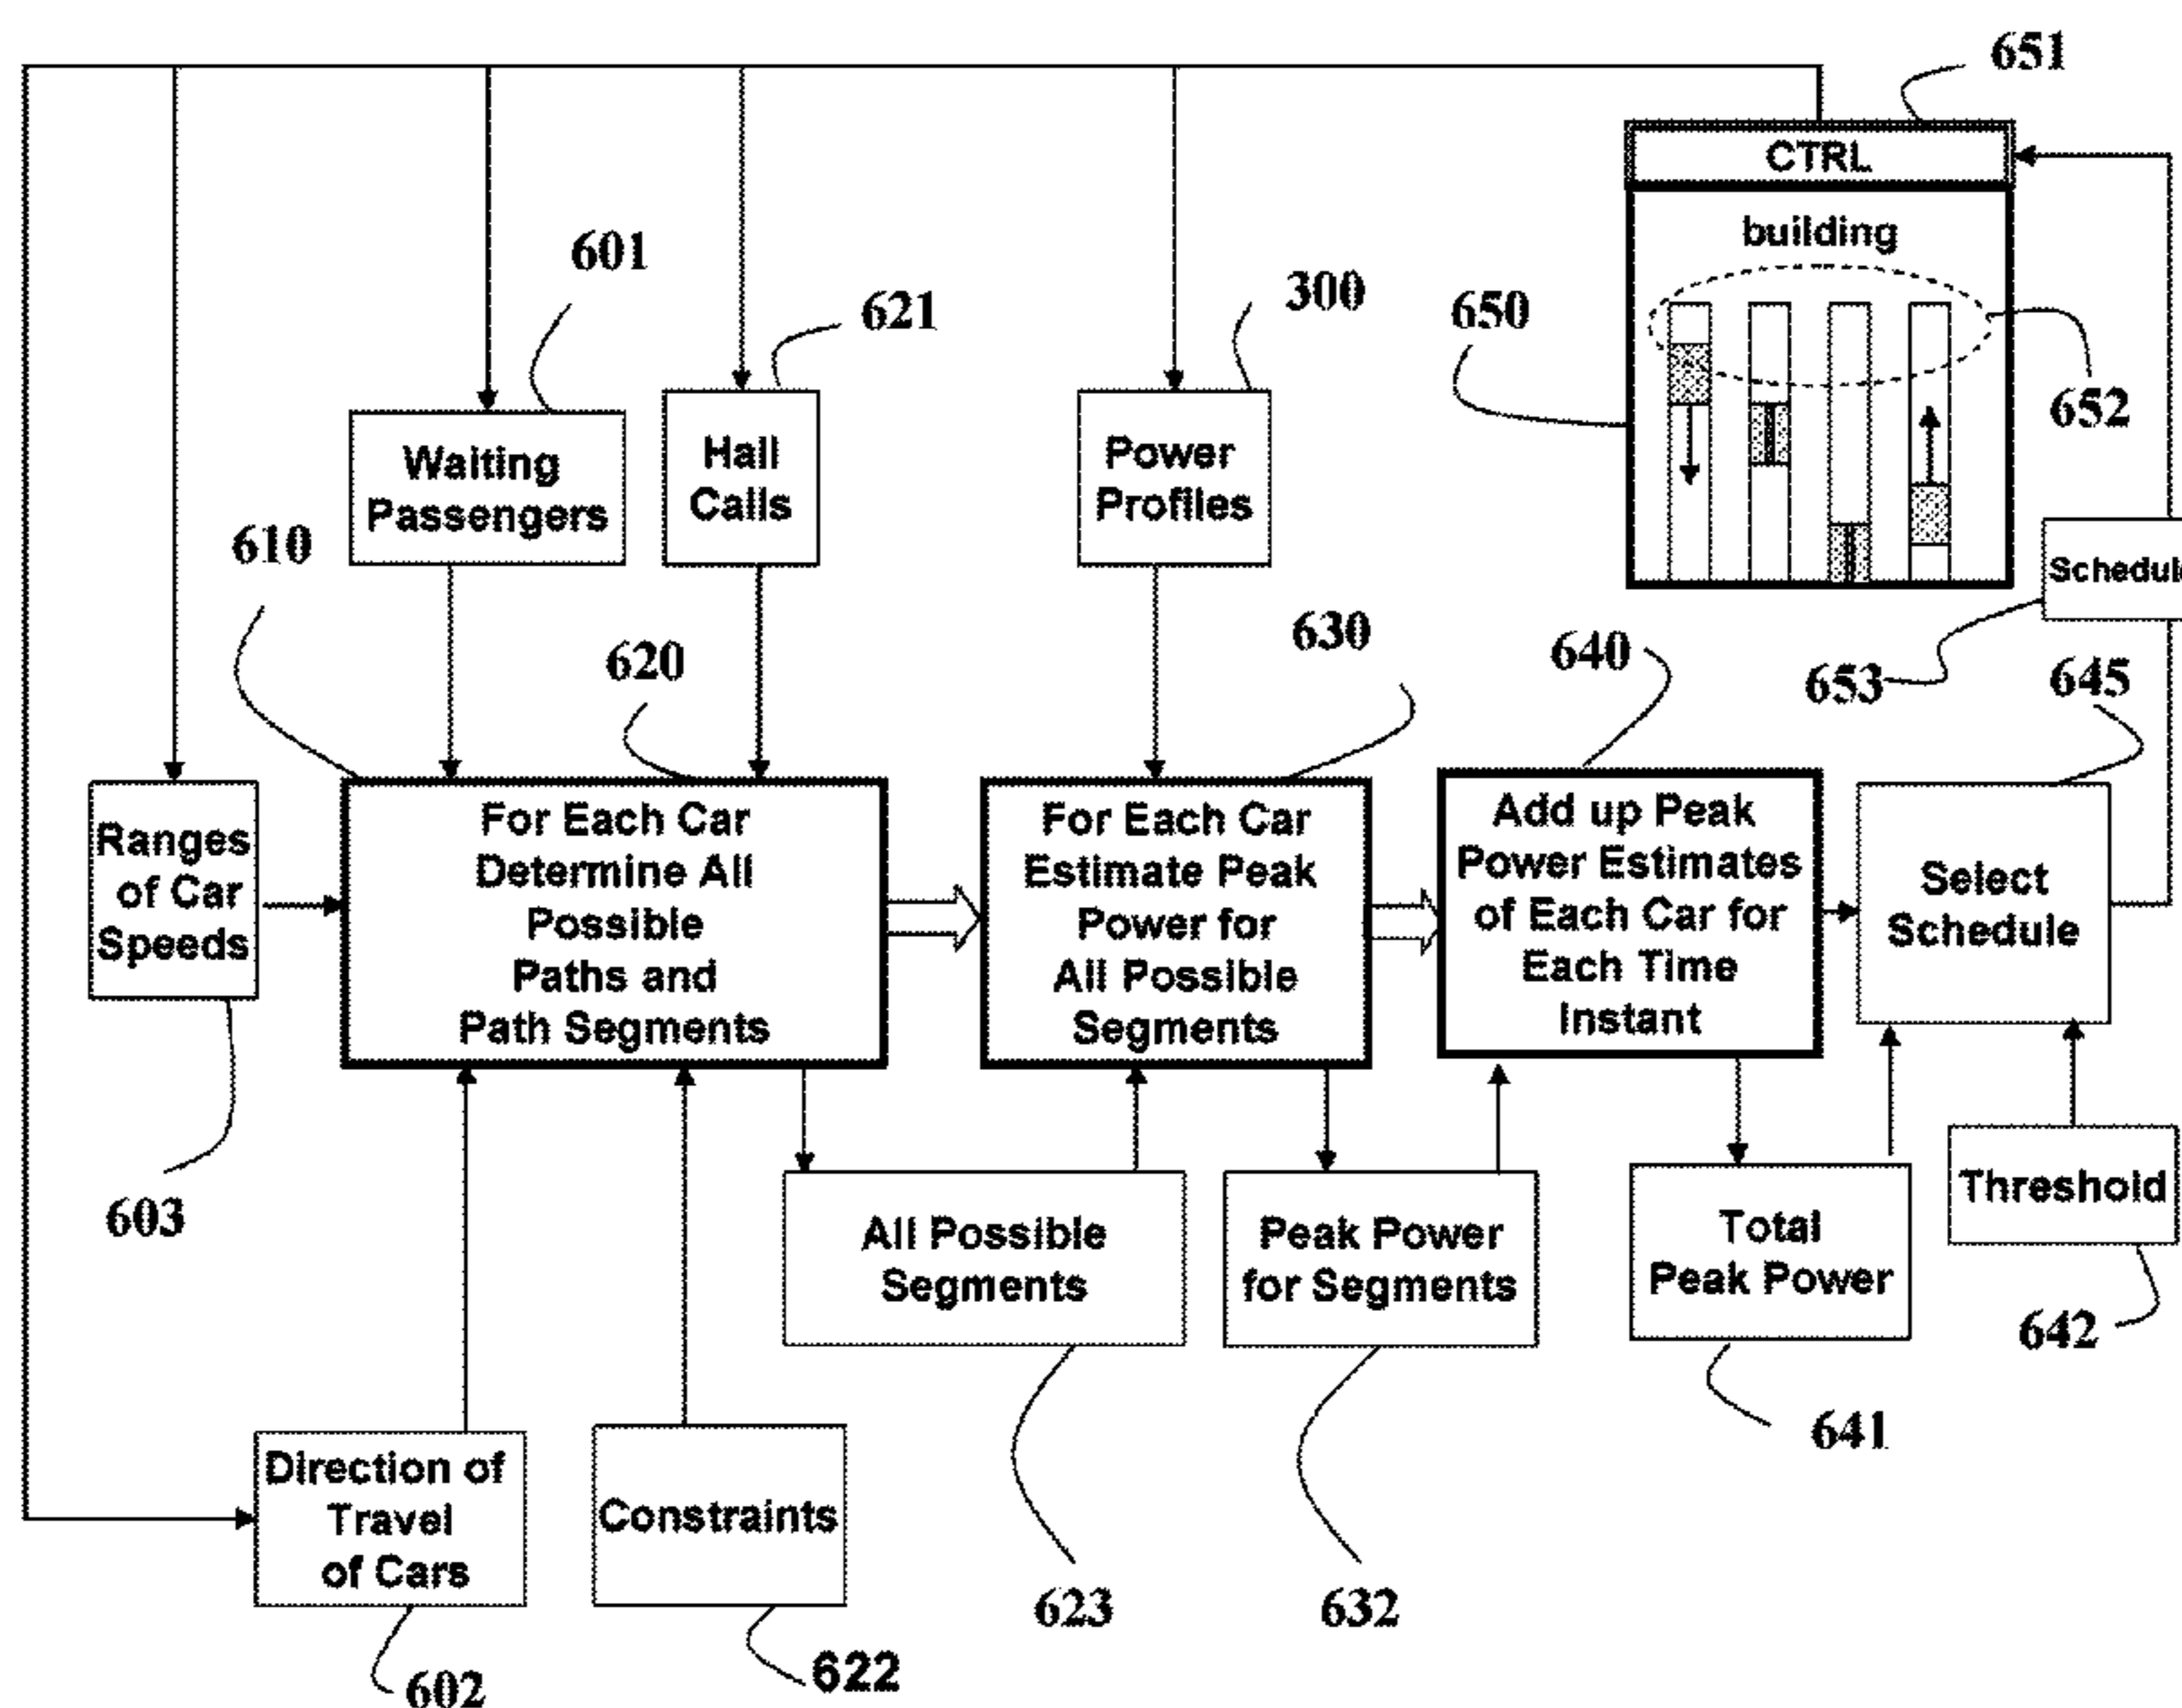 651
CTRL
building
601
621
300
650
652
Waiting
Passengers
Hall
Calls
Power
Profiles
610
620
630
640
653
645
Ranges
of Car
Speeds
For Each Car
Determine All
Possible
Paths and
Path Segments
For Each Car
Estimate Peak
Power for
All Possible
Segments
Add up Peak
Power Estimates
of Each Car for
Each Time
Instant
Select
Schedule
603
All Possible
Segments
Peak Power
for Segments
Total
Peak Power
Threshold
642
641
Direction of
Travel
of Cars
Constraints
623
632
602
622